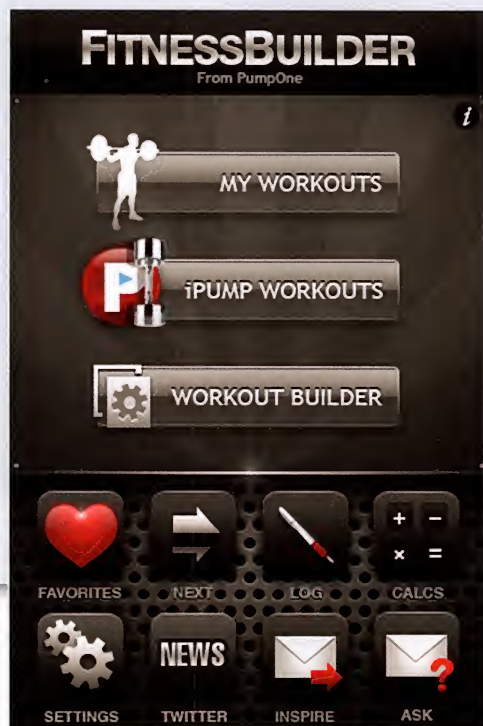 FITNESSBUILDER
From PumpOne
i
MY WORKOUTS
P
iPUMP WORKOUTS
WORKOUT BUILDER
+ −
× =
FAVORITES NEXT LOG CALCS
NEWS
?
SETTINGS TWITTER INSPIRE ASK